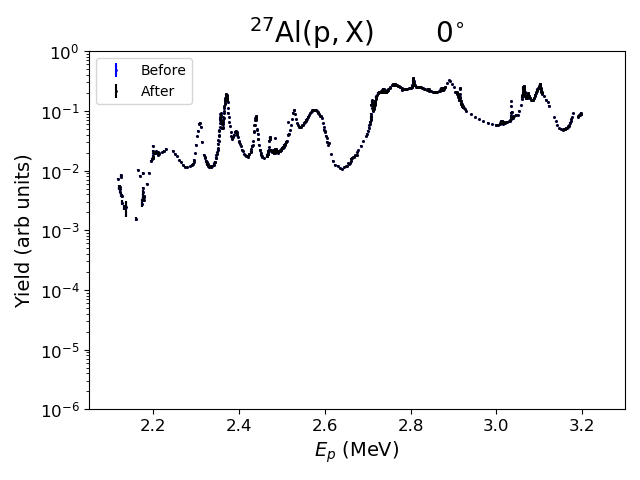 ²⁷Al(p, X) 0°
10⁰
Before
After
10⁻¹
10⁻²
10⁻³
10⁻⁴
10⁻⁵
10⁻⁶
Yield (arb units)
2.2 2.4 2.6 2.8 3.0 3.2
Eₚ (MeV)